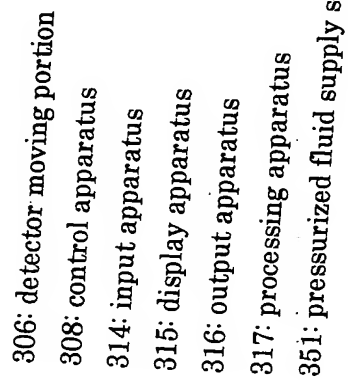 306: detector moving portion
308: control apparatus
314: input apparatus
315: display apparatus
316: output apparatus
317: processing apparatus
351: pressurized fluid supply s